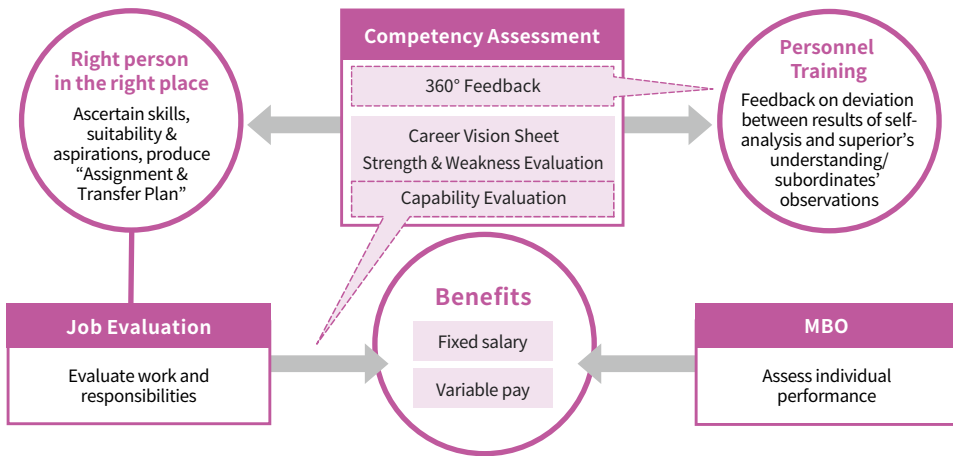 Right person
in the right place
Ascertain skills,
suitability &
aspirations, produce
“Assignment &
Transfer Plan”
Competency Assessment
360° Feedback
Career Vision Sheet
Strength & Weakness Evaluation
Capability Evaluation
Personnel
Training
Feedback on deviation
between results of self-
analysis and superior’s
understanding/
subordinates’
observations
Job Evaluation
Evaluate work and
responsibilities
Benefits
Fixed salary
Variable pay
MBO
Assess individual
performance